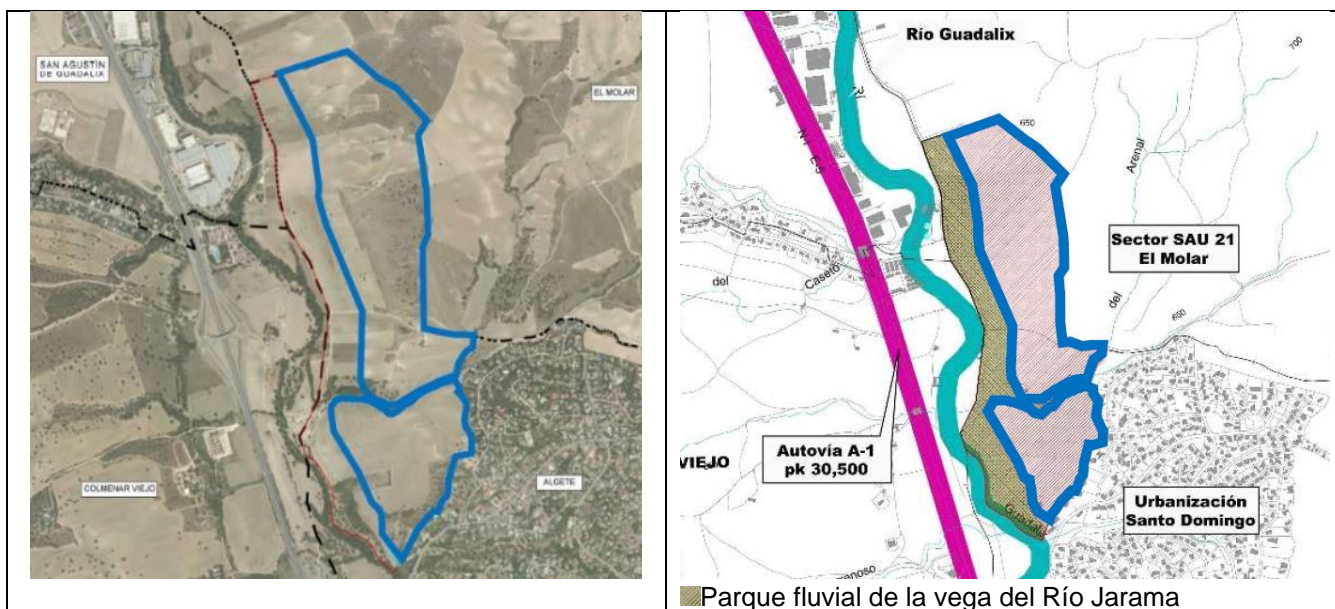 SAN AGUSTÍN
DE GUADALIX
EL MOLAR
COLMENAR VIEJO
ALGETE
Río Guadalix
700
650
Rí
N-I E-5
Arenal
del
Sector SAU 21
El Molar
650
del
Caseto
VIEJO
Autovía A-1
pk 30,500
Urbanización
Santo Domingo
Parque fluvial de la vega del Río Jarama